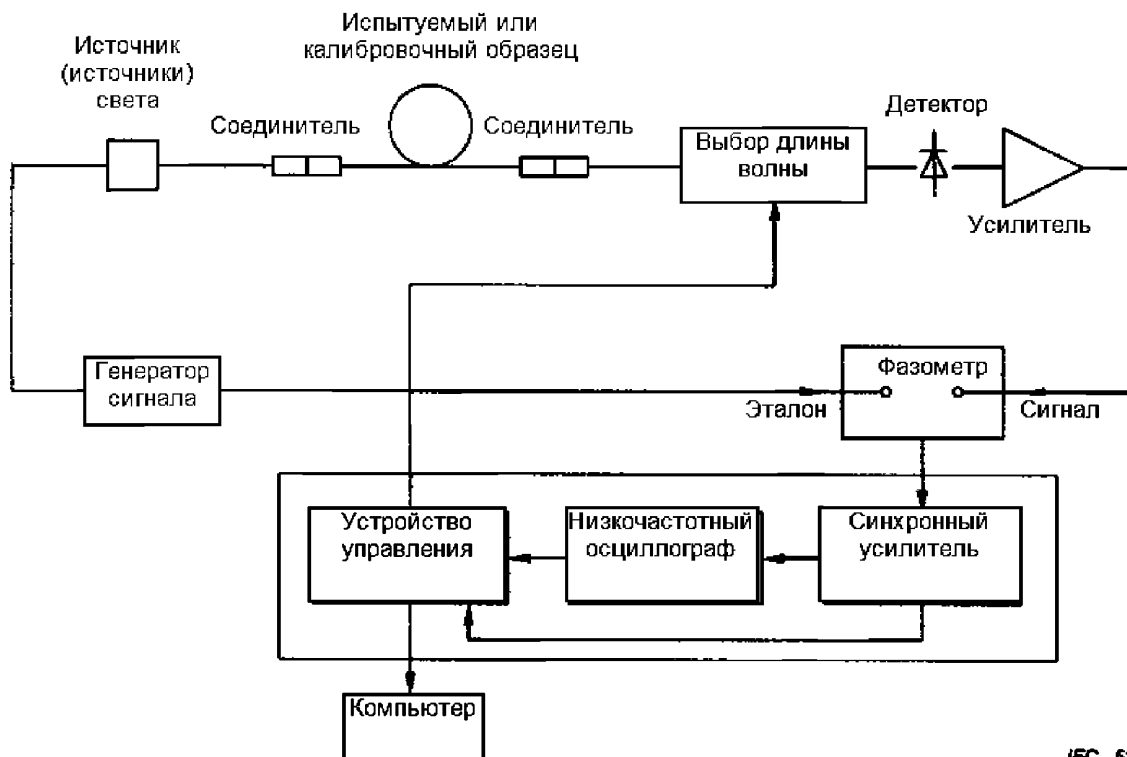 Испытуемый или
калибровочный образец
Источник
(источники)
света
Соединитель
Соединитель
Детектор
Выбор длины
волны
Усилитель
Генератор
сигнала
Фазометр
Эталон
Сигнал
Устройство
управления
Низкочастотный
осциллограф
Синхронный
усилитель
Компьютер
IEC